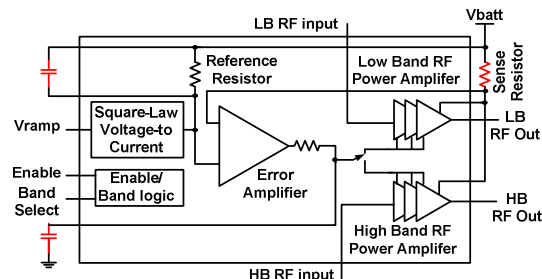 LB RF input
Vbatt
Reference
Resistor
Low Band RF
Power Amplifer
Sense
Resistor
Square-Law
Voltage-to
Current
Vramp
LB
RF Out
Enable
Band
Select
Enable/
Band logic
Error
Amplifier
HB
RF Out
High Band RF
Power Amplifer
HB RF input